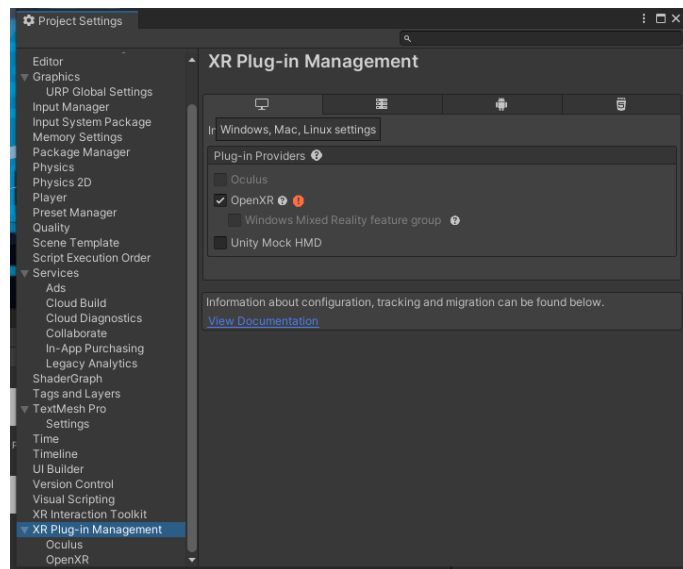 Project Settings
XR Plug-in Management
Editor
Graphics
URP Global Settings
Input Manager
Input System Package
Memory Settings
Package Manager
Physics
Physics 2D
Player
Preset Manager
Quality
Scene Template
Script Execution Order
Services
Ads
Cloud Build
Cloud Diagnostics
Collaborate
In-App Purchasing
Legacy Analytics
ShaderGraph
Tags and Layers
TextMesh Pro
Settings
Time
Timeline
UI Builder
Version Control
Visual Scripting
XR Interaction Toolkit
XR Plug-in Management
Oculus
OpenXR
Windows, Mac, Linux settings
Plug-in Providers
Oculus
OpenXR
Windows Mixed Reality feature group
Unity Mock HMD
Information about configuration, tracking and migration can be found below.
View Documentation